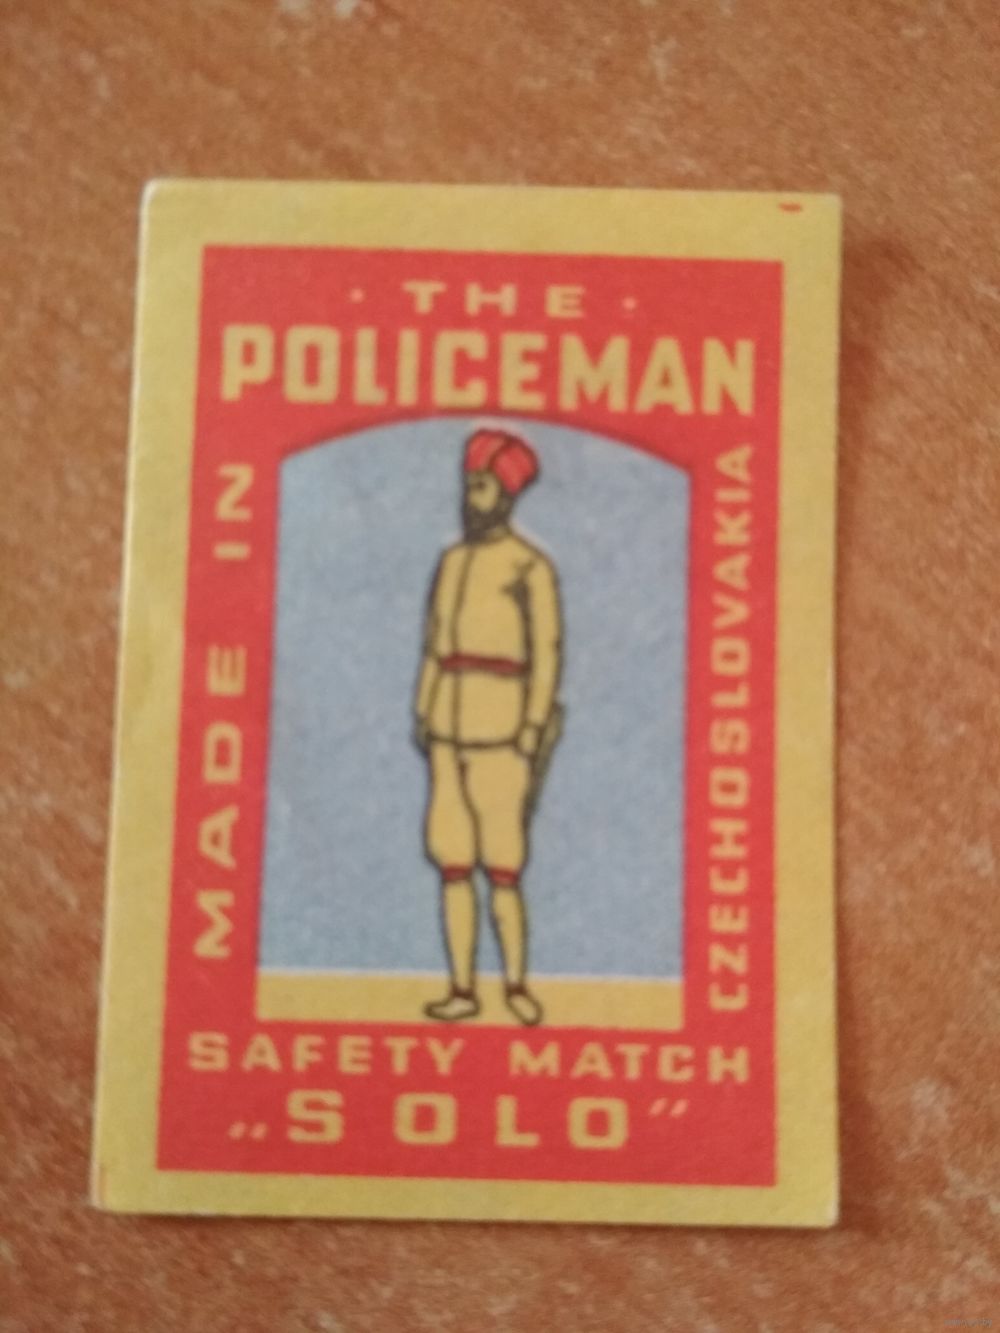 · THE ·
POLICEMAN
MADE IN
CZECHOSLOVAKIA
SAFETY MATCH
„SOLO”